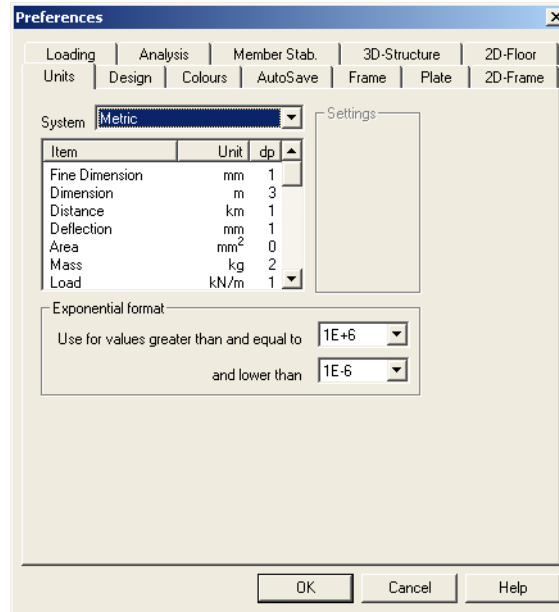 Preferences
Loading Analysis Member Stab. 3D-Structure 2D-Floor
Units Design Colours AutoSave Frame Plate 2D-Frame
System Metric
Settings
Item Unit dp
Fine Dimension mm 1
Dimension m 3
Distance km 1
Deflection mm 1
Area mm² 0
Mass kg 2
Load kN/m 1
Exponential format
Use for values greater than and equal to 1E+6
and lower than 1E-6
OK Cancel Help